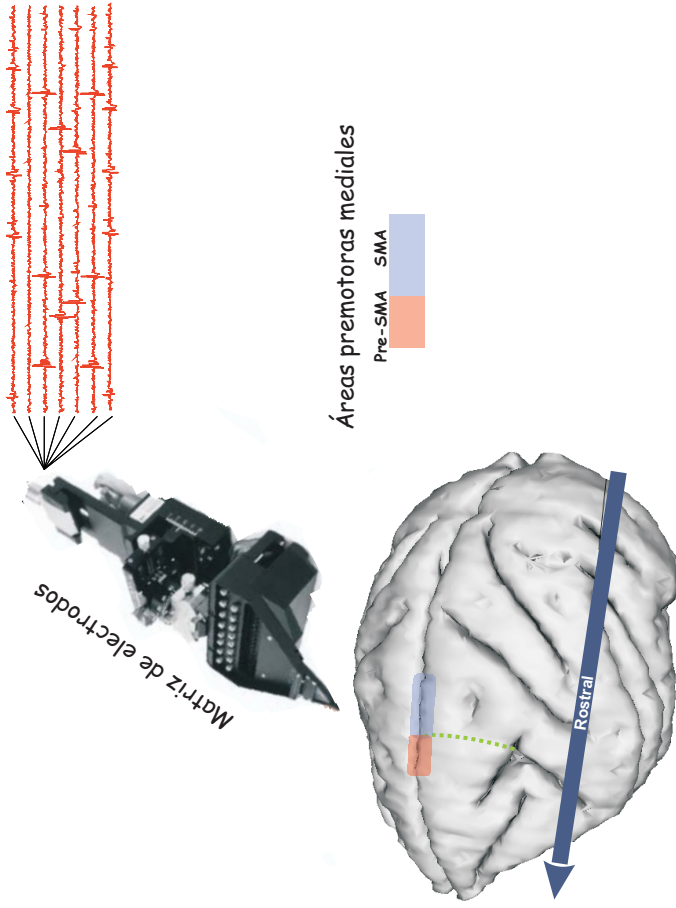 Áreas premotoras mediales
Pre-SMA SMA
Matriz de electrodos
Rostral